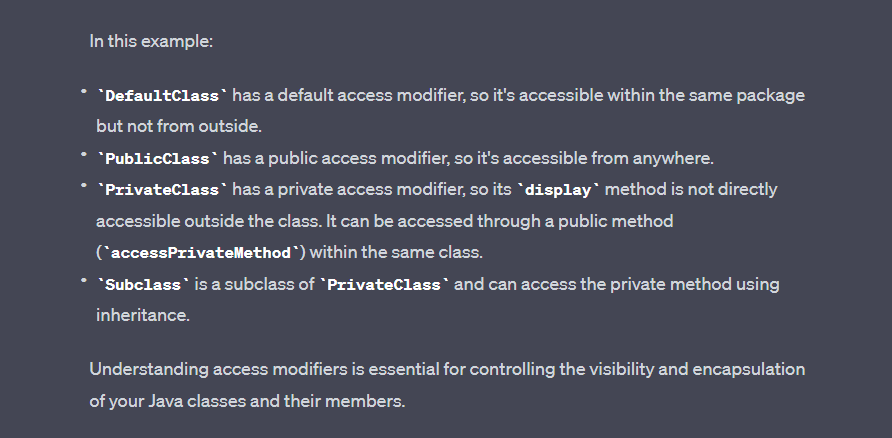 In this example:
• `DefaultClass` has a default access modifier, so it's accessible within the same package
but not from outside.
• `PublicClass` has a public access modifier, so it's accessible from anywhere.
• `PrivateClass` has a private access modifier, so its `display` method is not directly
accessible outside the class. It can be accessed through a public method
(`accessPrivateMethod`) within the same class.
• `Subclass` is a subclass of `PrivateClass` and can access the private method using
inheritance.
Understanding access modifiers is essential for controlling the visibility and encapsulation
of your Java classes and their members.